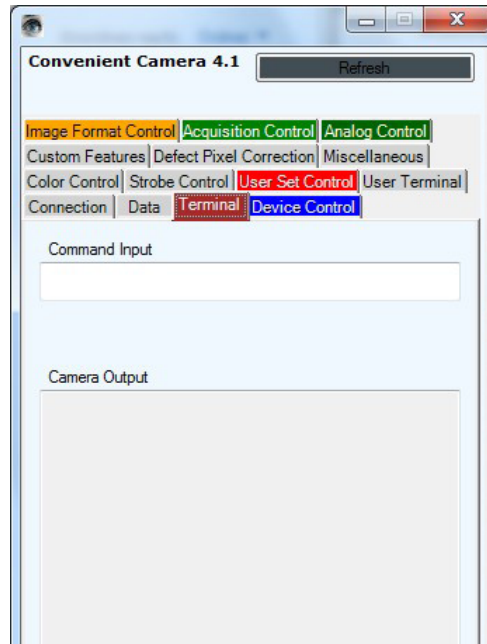 Convenient Camera 4.1
Refresh
Image Format Control Acquisition Control Analog Control
Custom Features Defect Pixel Correction Miscellaneous
Color Control Strobe Control User Set Control User Terminal
Connection Data Terminal Device Control
Command Input
Camera Output